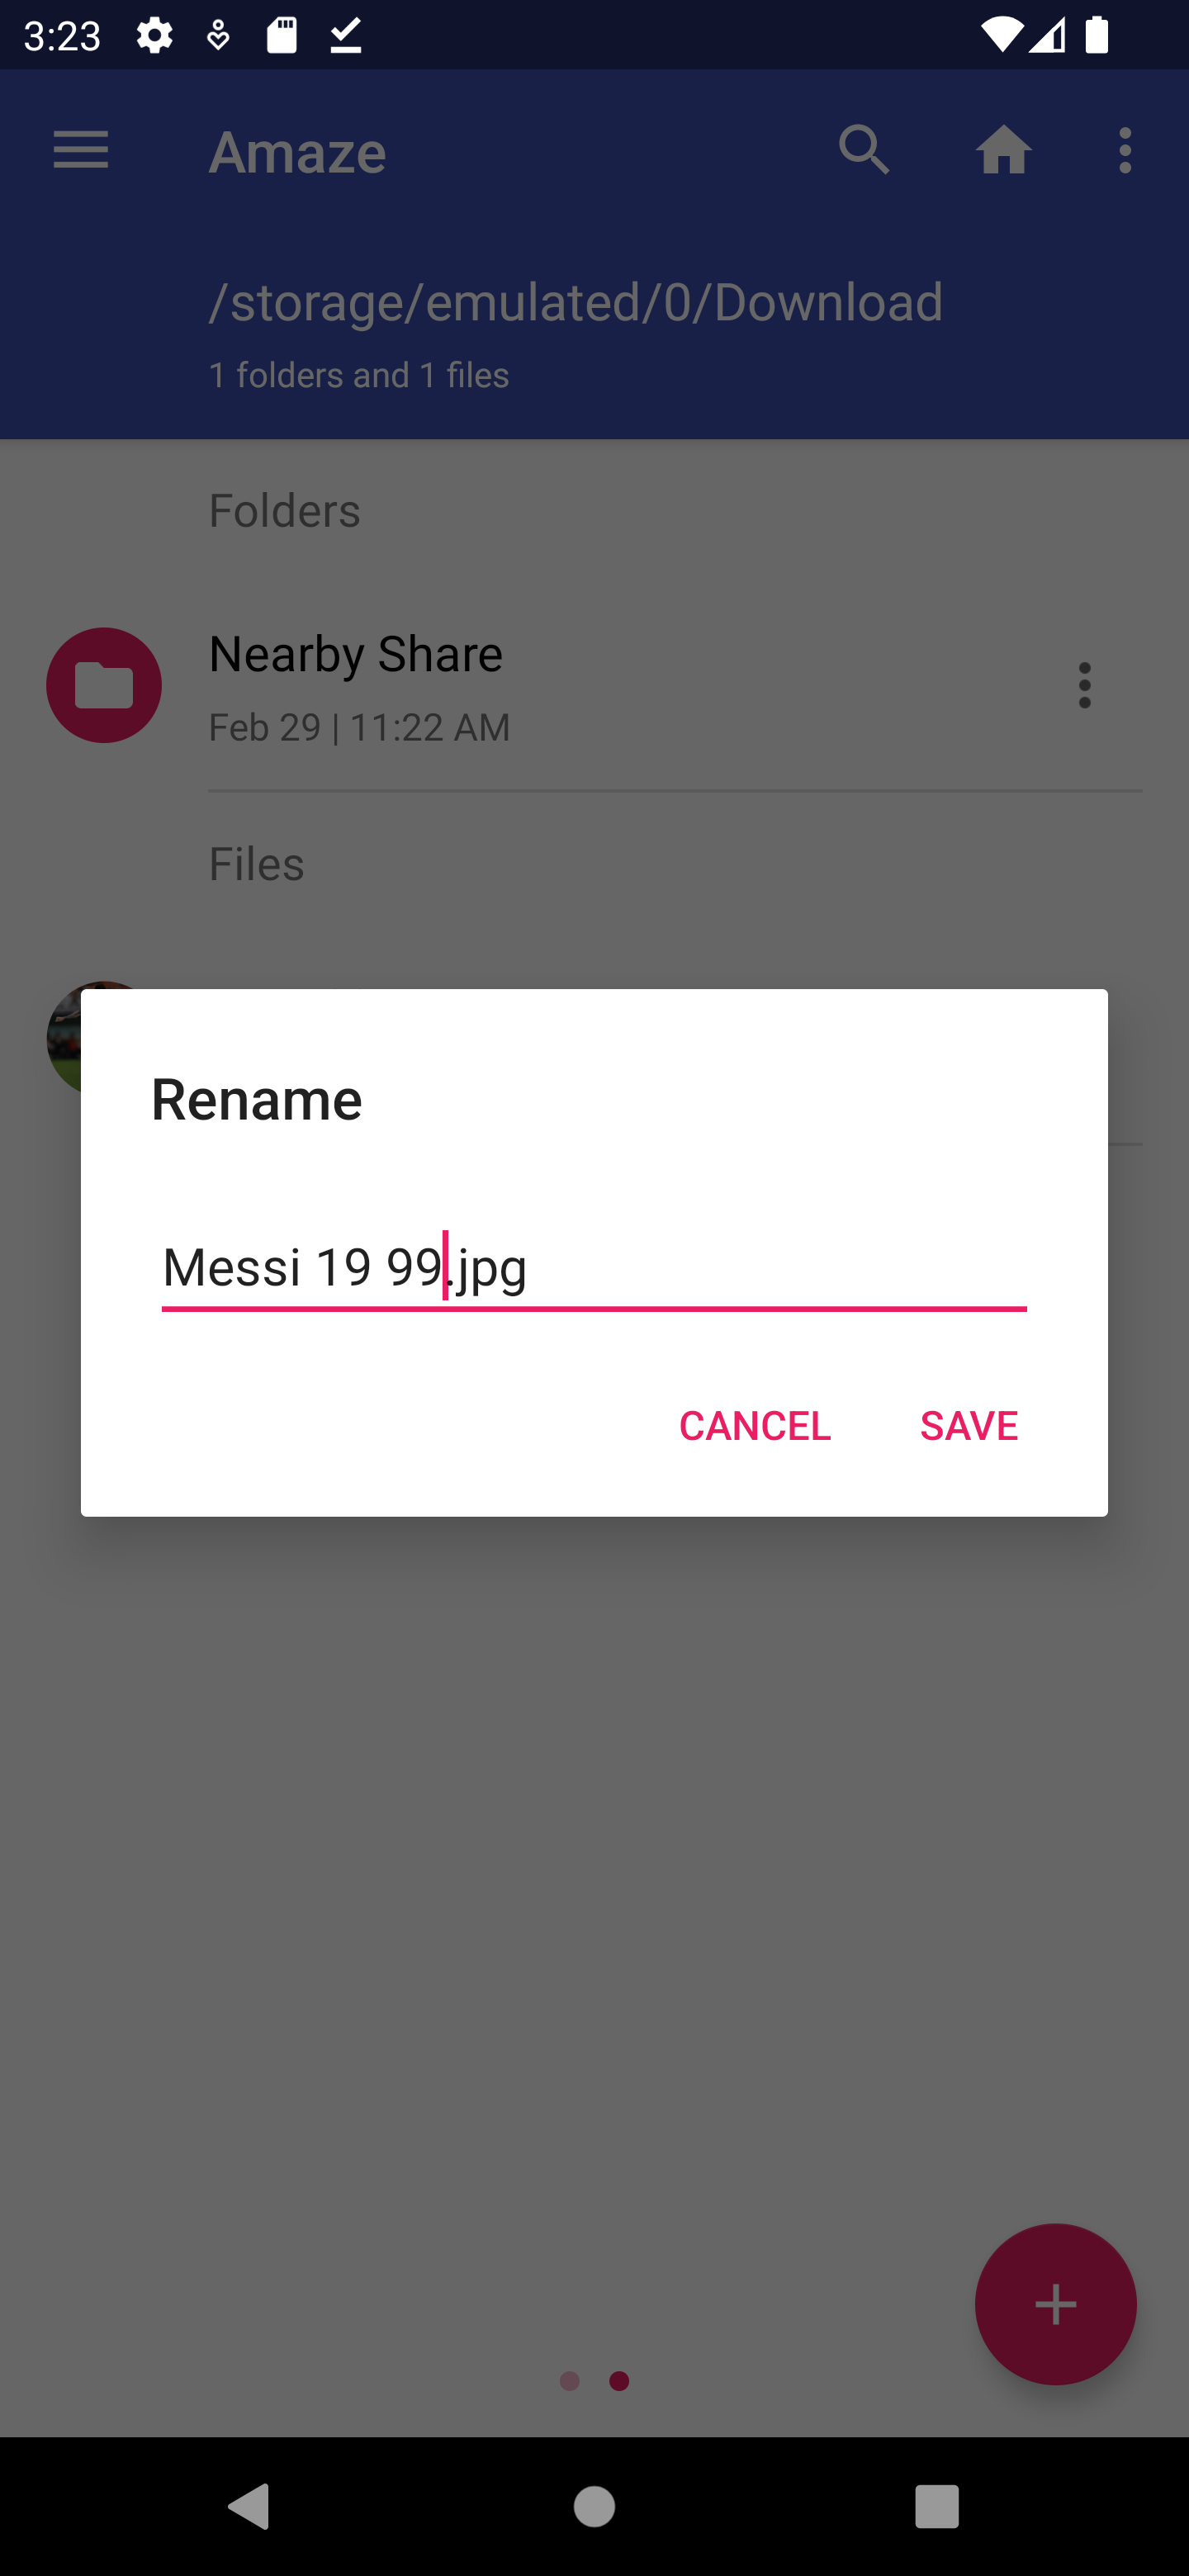 3:23
Amaze
/storage/emulated/0/Download
1 folders and 1 files
Folders
Nearby Share
Feb 29 | 11:22 AM
Files
Rename
Messi 19 99.jpg
CANCEL
SAVE